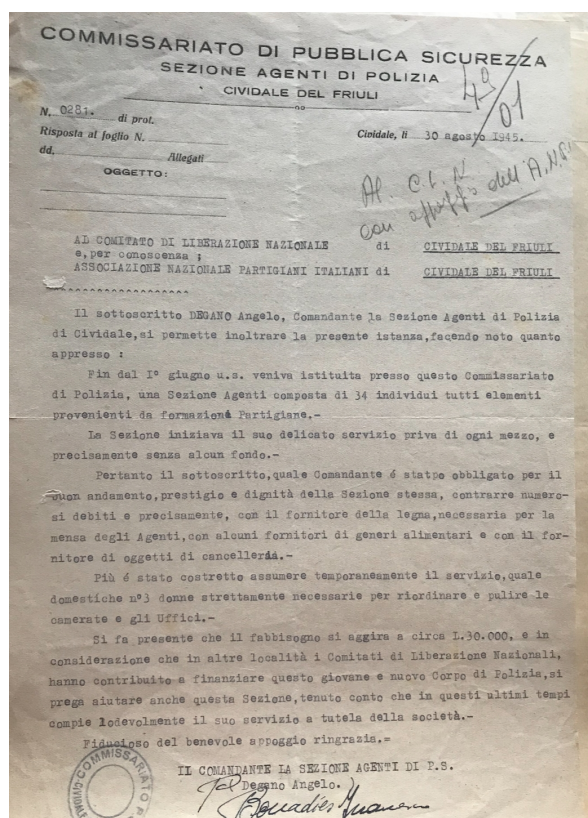 COMMISSARIATO DI PUBBLICA SICUREZZA
SEZIONE AGENTI DI POLIZIA
CIVIDALE DEL FRIULI
4º/01
N. 0281. di prot.
Risposta al foglio N.
Cividale, li 30 agosto 1945.
dd, Allegati
OGGETTO:
Al C.L.N
con dell'A.N.P.I.
AL COMITATO DI LIBERAZIONE NAZIONALE di CIVIDALE DEL FRIULI
e,per conoscenza ;
ASSOCIAZIONE NAZIONALE PARTIGIANI ITALIANI di CIVIDALE DEL FRIULI
Il sottoscritto DEGANO Angelo, Comandante la Sezione Agenti di Polizia
di Cividale,si permette inoltrare la presente istanza,facendo noto quanto
appresso :
Fin dal I° giugno u.s. veniva istituita presso questo Commissariato
di Polizia, una Sezione Agenti composta di 34 individui tutti elementi
provenienti da formazioni Partigiane,-
La Sezione iniziava il suo delicato servizio priva di ogni mezzo, e
precisamente senza alcun fondo.-
Pertanto il sottoscritto,quale Comandante é statpo obbligato per il
buon andamento,prestigio e dignità della Sezione stessa, contrarre numero-
si debiti e precisamente, con il fornitore della legna,necessaria per la
mensa degli Agenti,con alcuni fornitori di generi alimentari e con il for-
nitore di oggetti di cancelleria.-
Più é stato costretto assumere temporaneamente il servizio,quale
domestiche n°3 donne strettamente necessarie per riordinare e pulire le
camerate e gli Uffici.-
Si fa presente che il fabbisogno si aggira a circa L.30.000, e in
considerazione che in altre località i Comitati di Liberazione Nazionali,
hanno contribuito a finanziare questo giovane e nuovo Corpo di Polizia,si
prega aiutare anche questa Sezione,tenuto conto che in questi ultimi tempi
compie lodevolmente il suo servizio a tutela della società.-
Fiducioso del benevole appoggio ringrazia.=
IL COMANDANTE LA SEZIONE AGENTI DI P.S.
Degano Angelo.
COMMISSARIATO
CIVIDALE